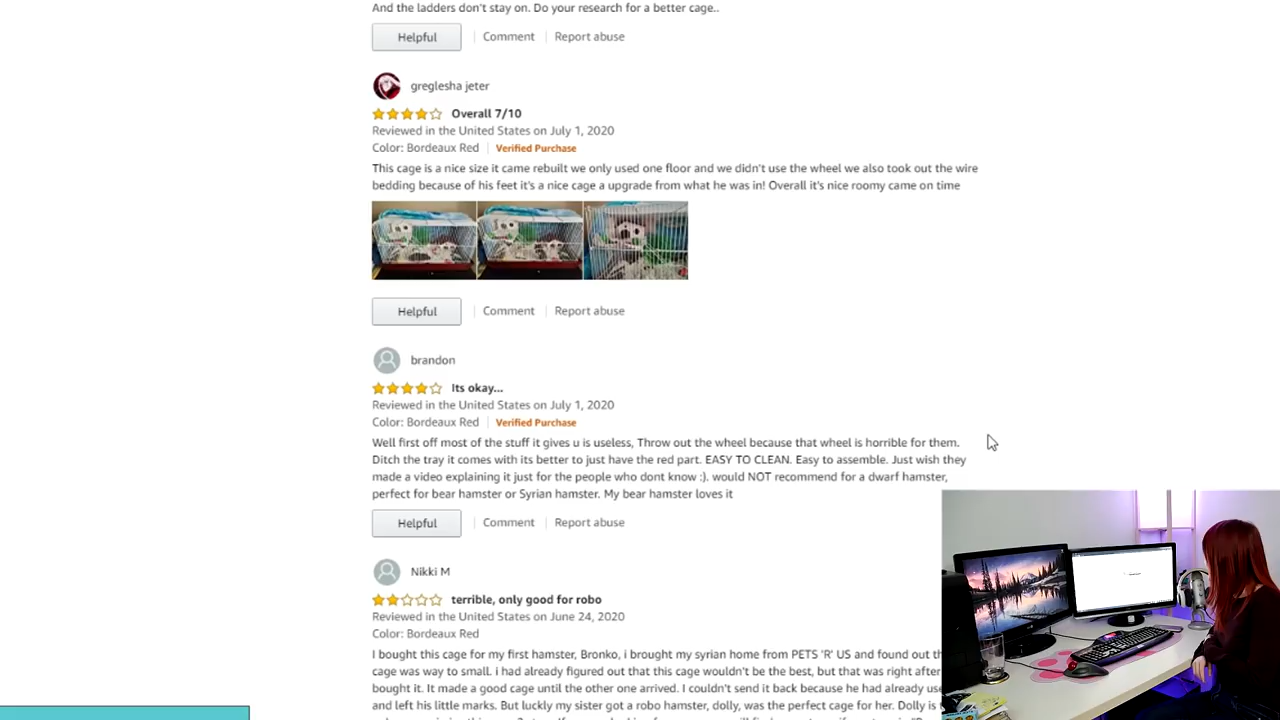 And the ladders don't stay on. Do your research for a better cage..
Helpful
Comment
Report abuse
greglesha jeter
Overall 7/10
Reviewed in the United States on July 1, 2020
Color: Bordeaux Red
Verified Purchase
This cage is a nice size it came rebuilt we only used one floor and we didn't use the wheel we also took out the wire
bedding because of his feet it's a nice cage a upgrade from what he was in! Overall it's nice roomy came on time
Helpful
Comment
Report abuse
brandon
Its okay...
Reviewed in the United States on July 1, 2020
Color: Bordeaux Red
Verified Purchase
Well first off most of the stuff it gives u is useless, Throw out the wheel because that wheel is horrible for them.
Ditch the tray it comes with its better to just have the red part. EASY TO CLEAN. Easy to assemble. Just wish they
made a video explaining it just for the people who dont know :). would NOT recommend for a dwarf hamster,
perfect for bear hamster or Syrian hamster. My bear hamster loves it
Helpful
Comment
Report abuse
Nikki M
terrible, only good for robo
Reviewed in the United States on June 24, 2020
Color: Bordeaux Red
I bought this cage for my first hamster, Bronko, i brought my syrian home from PETS 'R' US and found out
cage was way to small. i had already figured out that this cage wouldn't be the best, but that was right after
bought it. It made a good cage until the other one arrived. I couldn't send it back because he had already
and left his little marks. But luckly my sister got a robo hamster, dolly, was the perfect cage for her. Dolly is